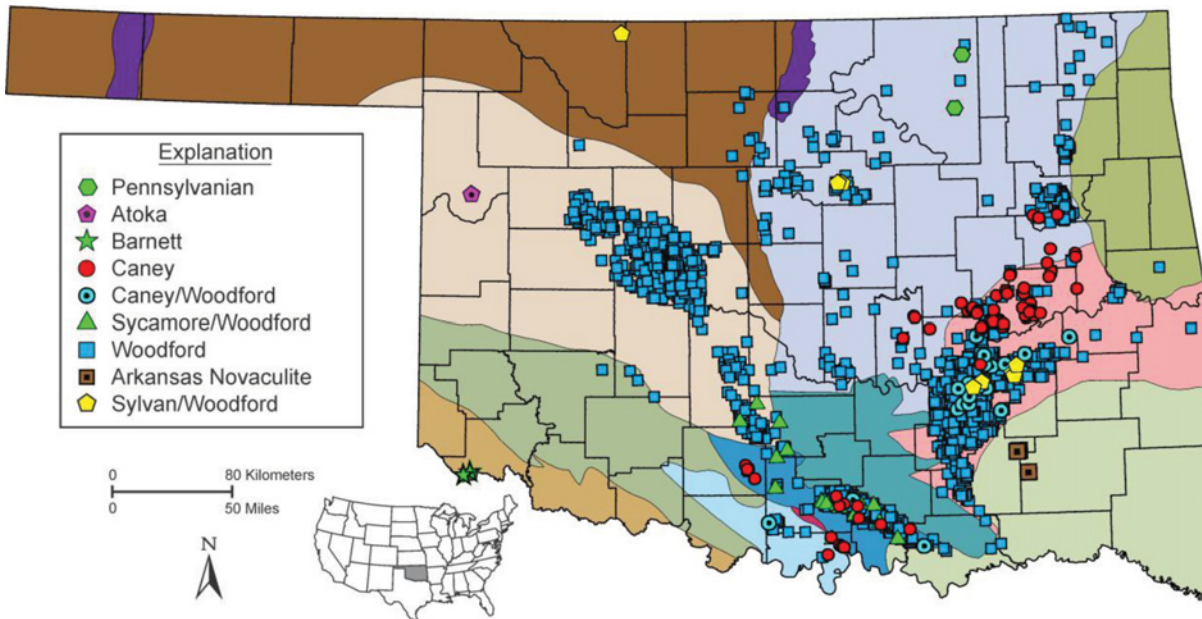 Explanation
Pennsylvanian
Atoka
Barnett
Caney
Caney/Woodford
Sycamore/Woodford
Woodford
Arkansas Novaculite
Sylvan/Woodford
0 80 Kilometers
0 50 Miles
N